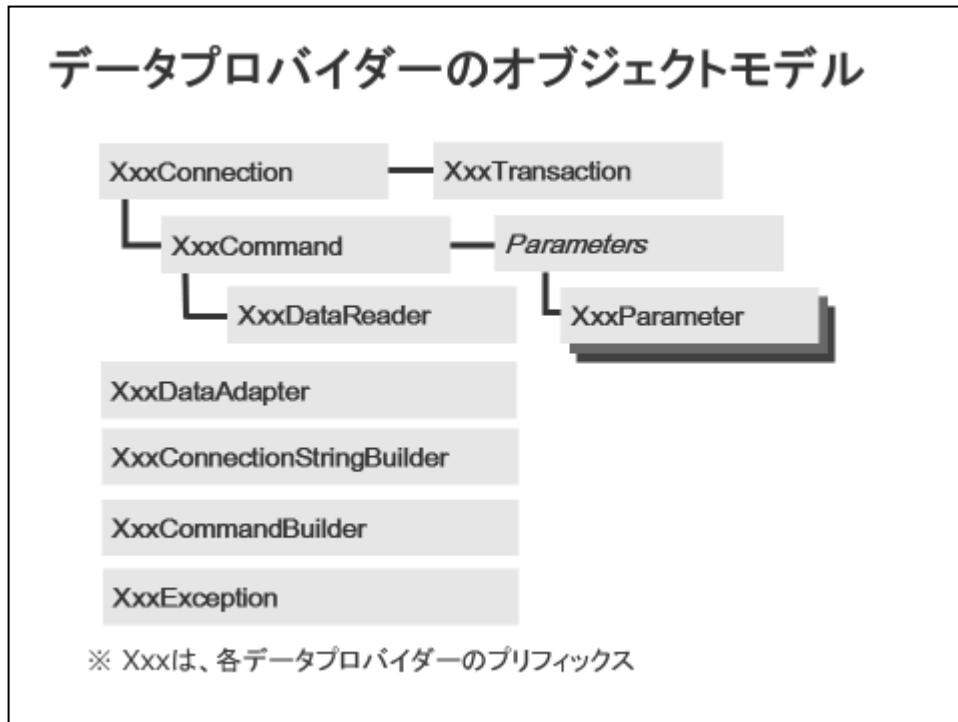 データプロバイダーのオブジェクトモデル
XxxConnection
XxxTransaction
XxxCommand
Parameters
XxxDataReader
XxxParameter
XxxDataAdapter
XxxConnectionStringBuilder
XxxCommandBuilder
XxxException
※ Xxxは、各データプロバイダーのプリフィックス